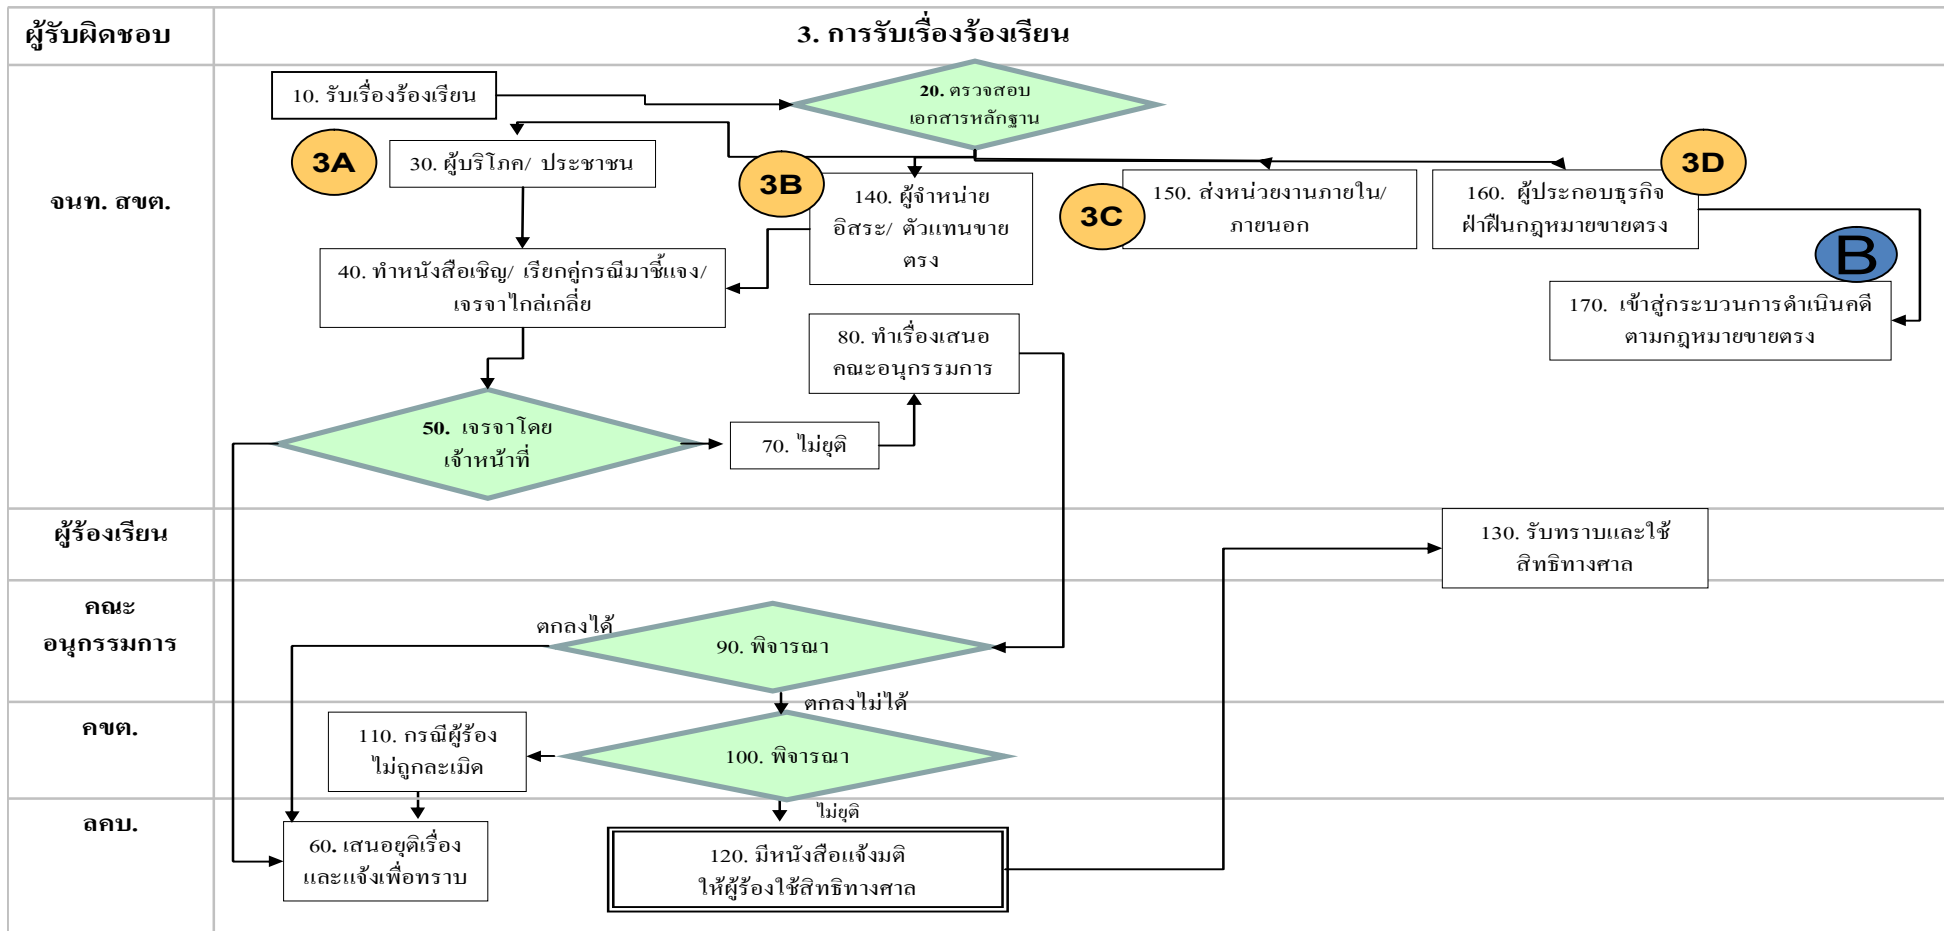 ผู้รับผิดชอบ
3. การรับเรื่องร้องเรียน
จนท. สขต.
10. รับเรื่องร้องเรียน
20. ตรวจสอบ
เอกสารหลักฐาน
3A
30. ผู้บริโภค/ ประชาชน
3B
140. ผู้จำหน่าย
อิสระ/ ตัวแทนขาย
ตรง
3C
150. ส่งหน่วยงานภายใน/
ภายนอก
3D
160. ผู้ประกอบธุรกิจ
ฝ่าฝืนกฎหมายขายตรง
B
170. เข้าสู่กระบวนการดำเนินคดี
ตามกฎหมายขายตรง
40. ทำหนังสือเชิญ/ เรียกคู่กรณีมาชี้แจง/
เจรจาไกล่เกลี่ย
80. ทำเรื่องเสนอ
คณะอนุกรรมการ
50. เจรจาโดย
เจ้าหน้าที่
70. ไม่ยุติ
ผู้ร้องเรียน
130. รับทราบและใช้
สิทธิทางศาล
คณะ
อนุกรรมการ
ตกลงได้
90. พิจารณา
ตกลงไม่ได้
คขต.
110. กรณีผู้ร้อง
ไม่ถูกละเมิด
100. พิจารณา
ไม่ยุติ
ลคบ.
60. เสนอยุติเรื่อง
และแจ้งเพื่อทราบ
120. มีหนังสือแจ้งมติ
ให้ผู้ร้องใช้สิทธิทางศาล